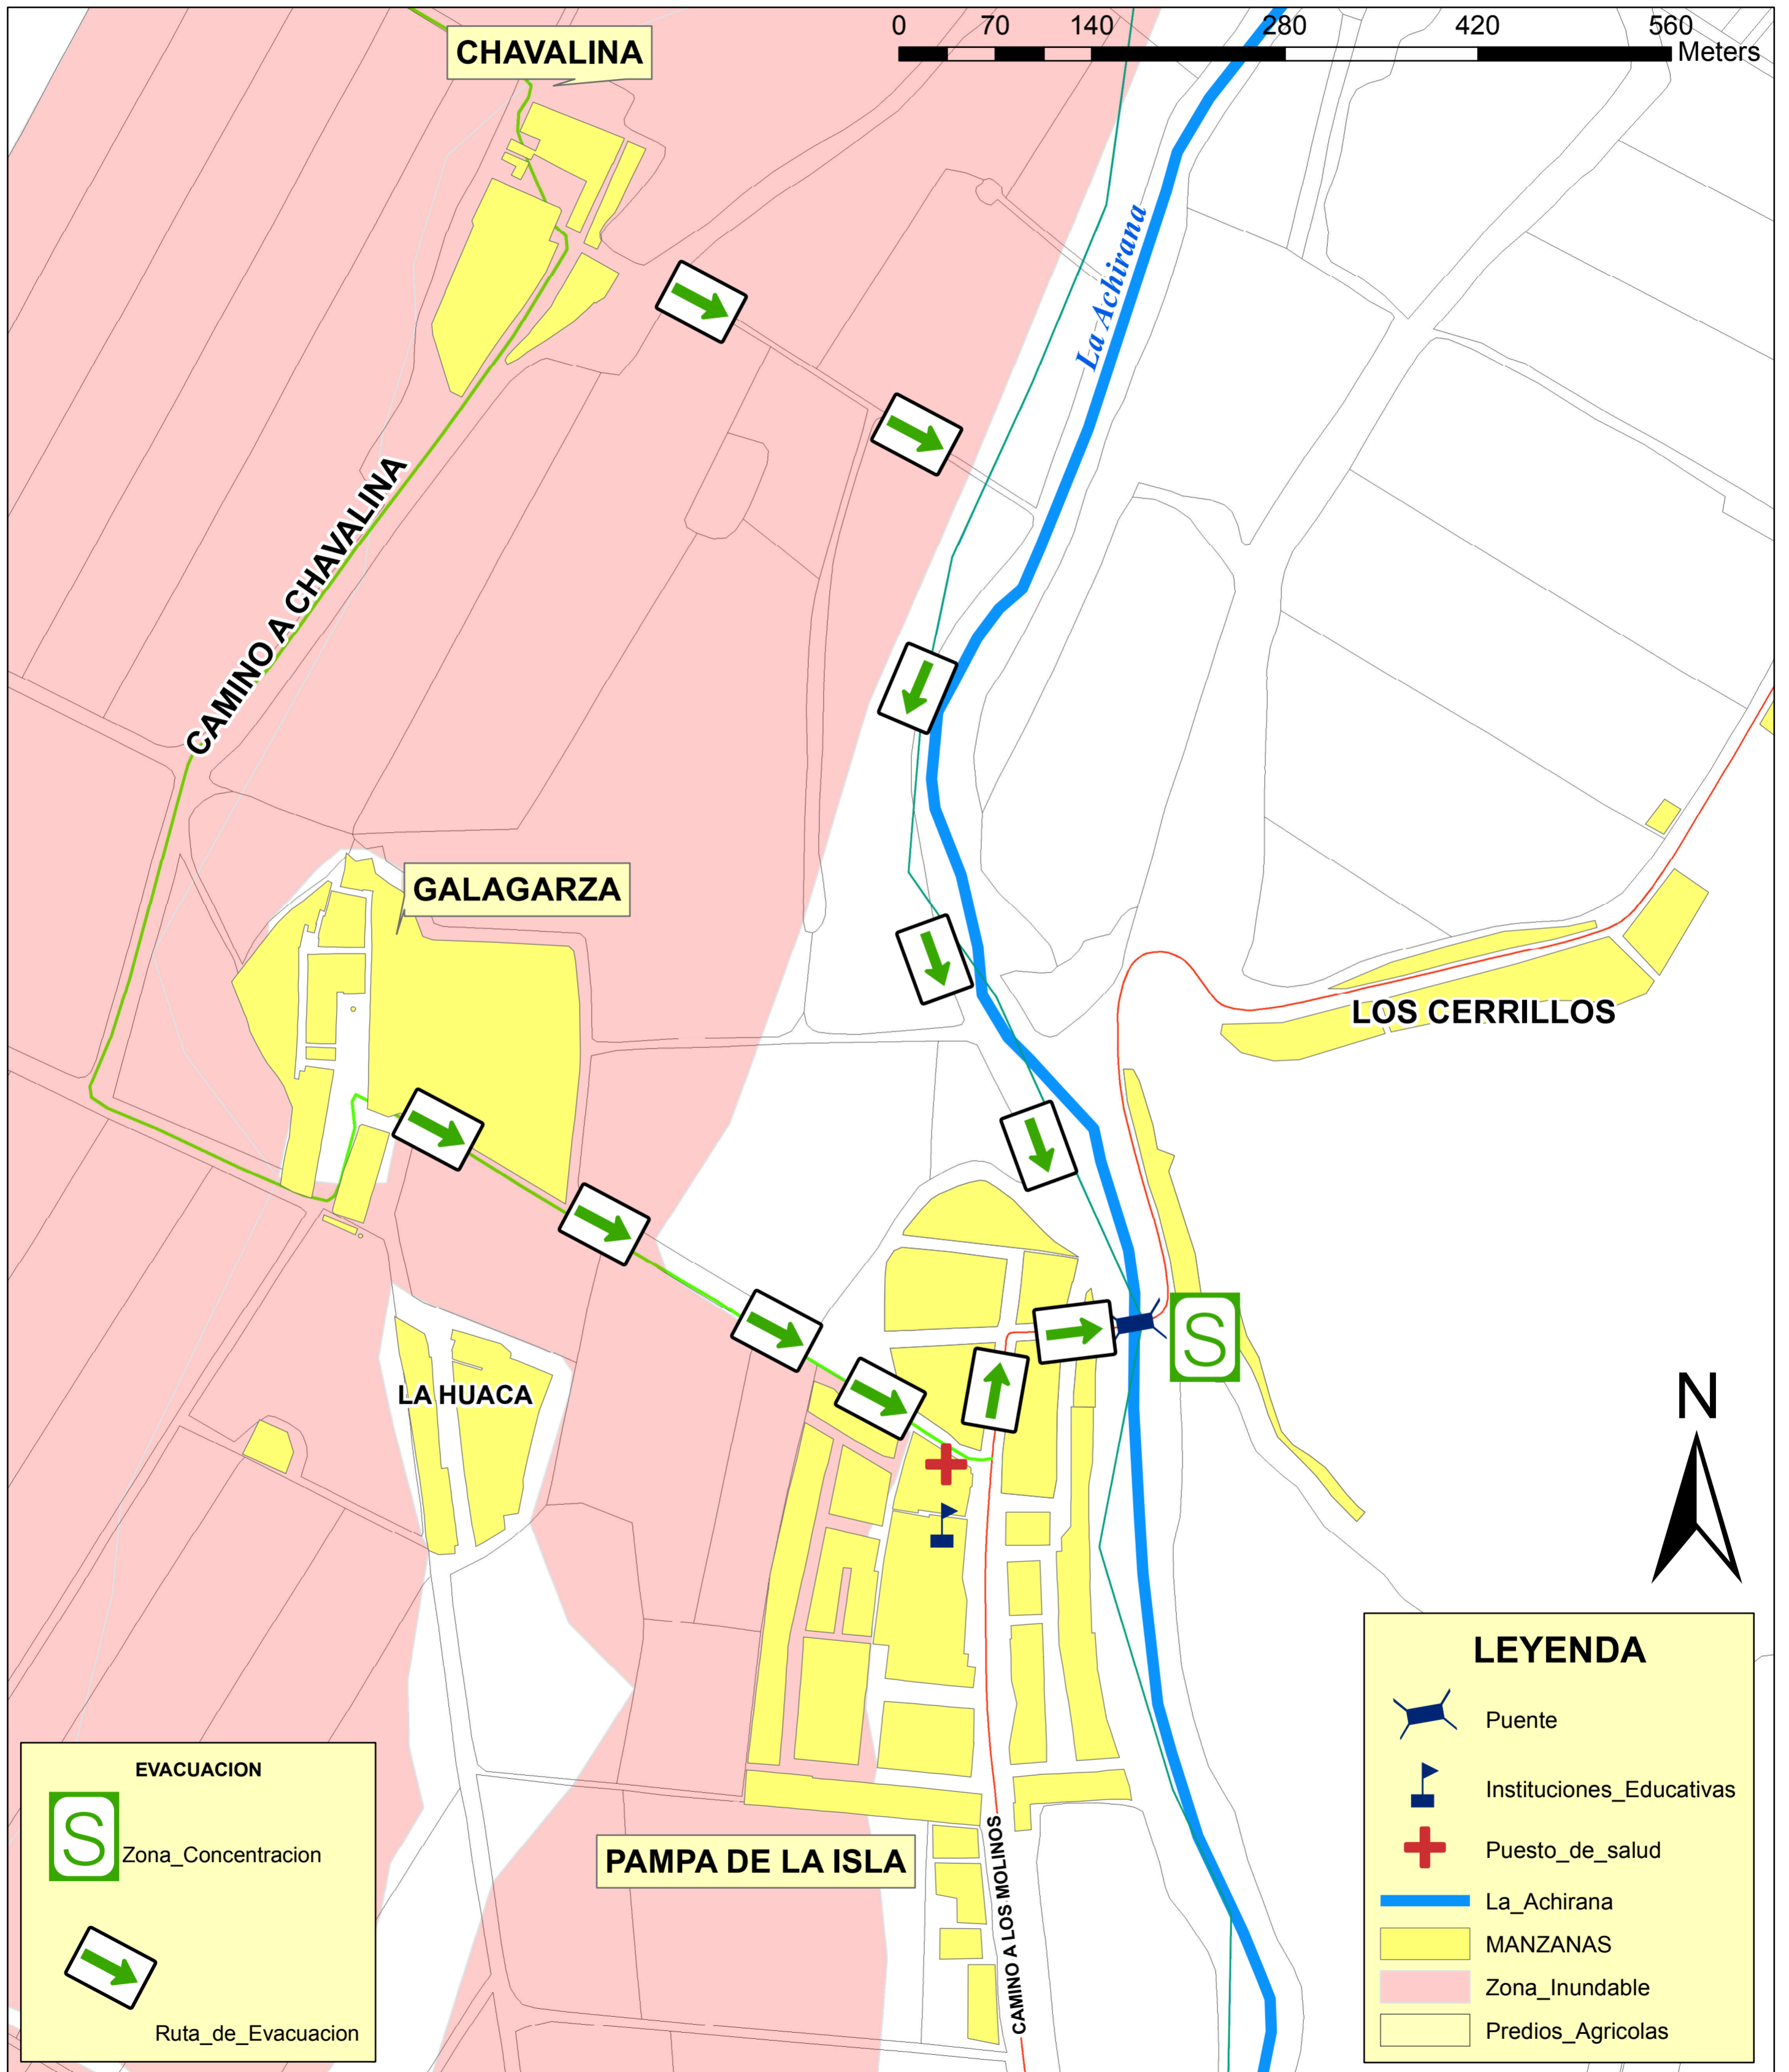 CHAVALINA
0 70 140 280 420 560
Meters
La Achirana
CAMINO A CHAVALINA
GALAGARZA
LOS CERRILLOS
S
LA HUACA
N
PAMPA DE LA ISLA
CAMINO A LOS MOLINOS
EVACUACION
S
Zona_Concentracion
Ruta_de_Evacuacion
LEYENDA
Puente
Instituciones_Educativas
Puesto_de_salud
La_Achirana
MANZANAS
Zona_Inundable
Predios_Agricolas